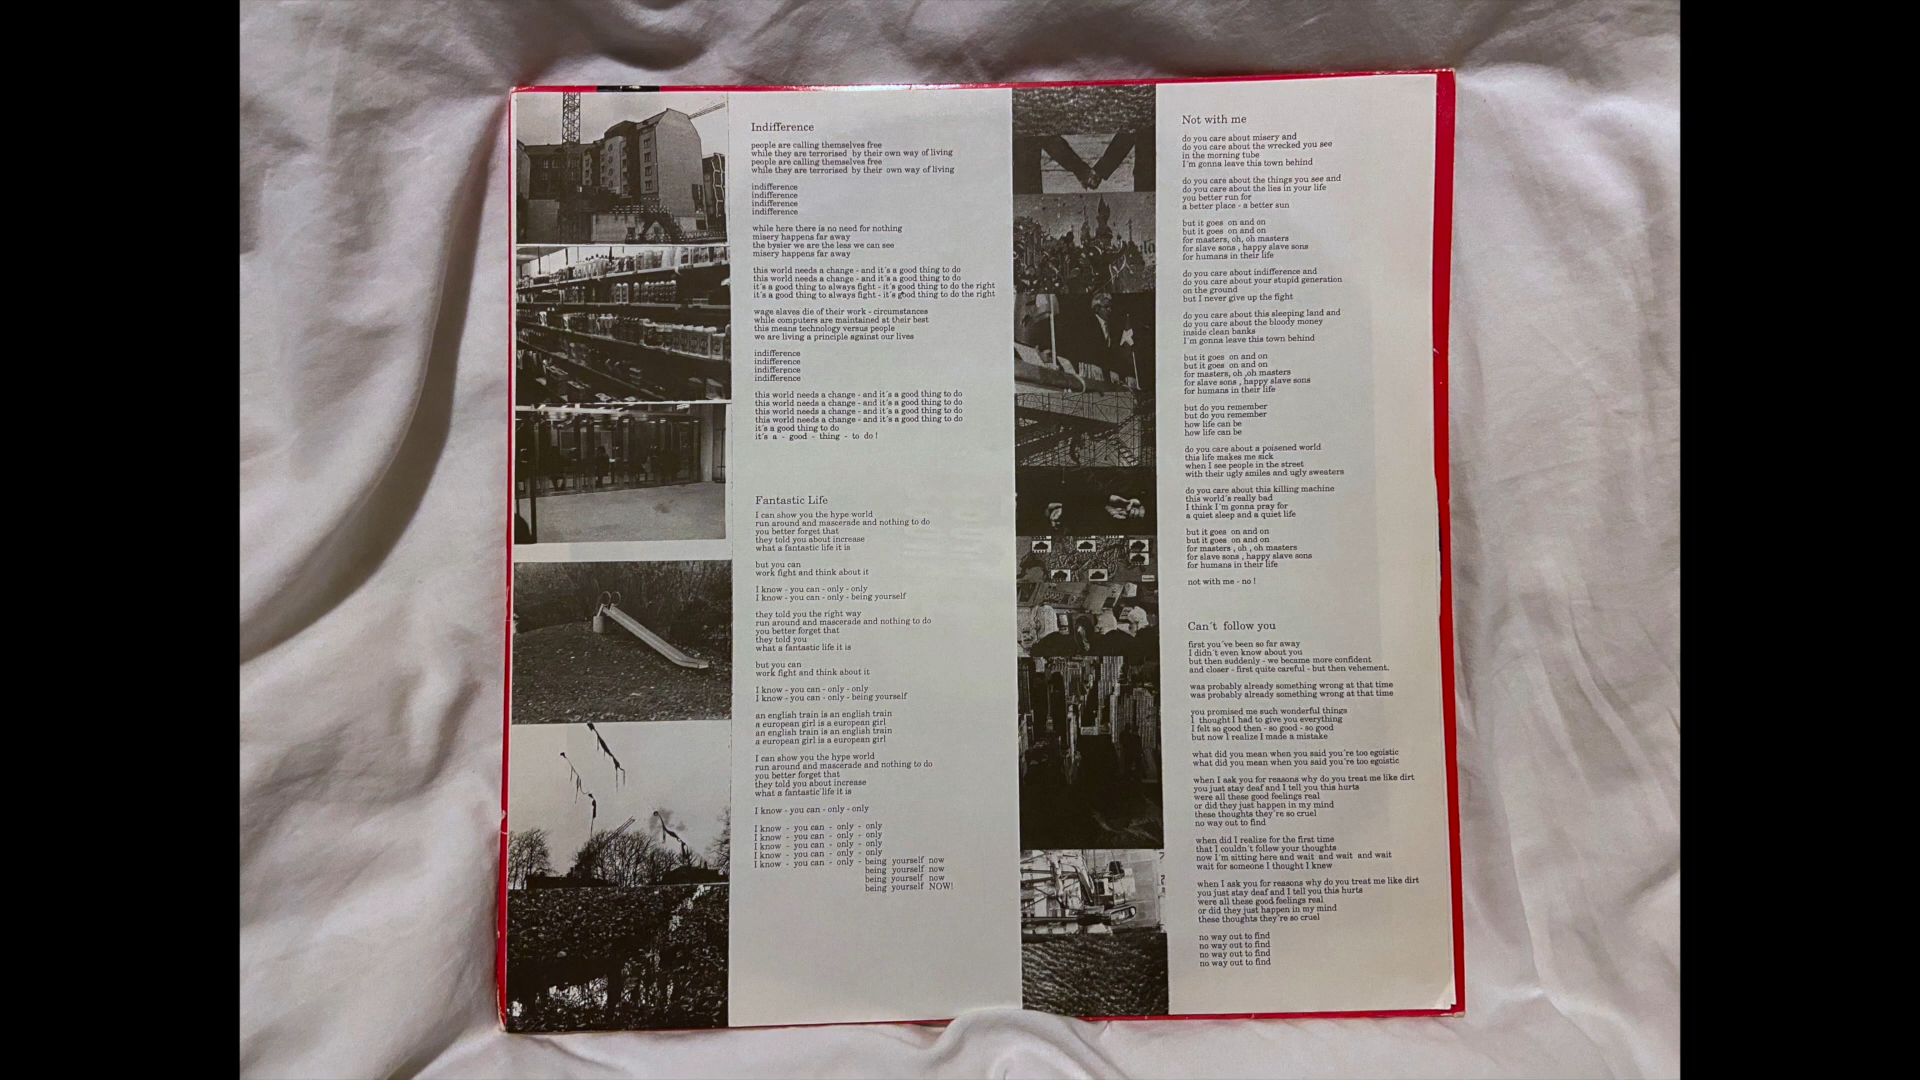 Indifference
people are calling themselves free
while they are terrorised by their own way of living
people are calling themselves free
while they are terrorised by their own way of living
indifference
indifference
indifference
indifference
while here there is no need for nothing
misery happens far away
the bysier we are the less we can see
misery happens far away
this world needs a change - and it's a good thing to do
this world needs a change - and it's a good thing to do
it's a good thing to always fight - it's good thing to do the right
it's a good thing to always fight - it's good thing to do the right
wage slaves die of their work - circumstances
while computers are maintained at their best
this means technology versus people
we are living a principle against our lives
indifference
indifference
indifference
indifference
this world needs a change - and it's a good thing to do
this world needs a change - and it's a good thing to do
this world needs a change - and it's a good thing to do
this world needs a change - and it's a good thing to do
it's a good thing to do
it's a - good - thing - to do !
Fantastic Life
I can show you the hype world
run around and mascerade and nothing to do
you better forget that
they told you about increase
what a fantastic life it is
but you can
work fight and think about it
I know - you can - only - only
I know - you can - only - being yourself
they told you the right way
run around and mascerade and nothing to do
you better forget that
they told you
what a fantastic life it is
but you can
work fight and think about it
I know - you can - only - only
I know - you can - only - being yourself
an english train is an english train
a european girl is a european girl
an english train is an english train
a european girl is a european girl
I can show you the hype world
run around and mascerade and nothing to do
you better forget that
they told you about increase
what a fantastic life it is
I know - you can - only - only
I know - you can - only - only
I know - you can - only - only
I know - you can - only - only
I know - you can - only - only
I know - you can - only - being yourself now
being yourself now
being yourself now
being yourself NOW!
Not with me
do you care about misery and
do you care about the wrecked you see
in the morning tube
I'm gonna leave this town behind
do you care about the things you see and
do you care about the lies in your life
you better run for
a better place - a better sun
but it goes on and on
but it goes on and on
for masters, oh, oh masters
for slave sons , happy slave sons
for humans in their life
do you care about indifference and
do you care about your stupid generation
on the ground
but I never give up the fight
do you care about this sleeping land and
do you care about the bloody money
inside clean banks
I'm gonna leave this town behind
but it goes on and on
but it goes on and on
for masters, oh ,oh masters
for slave sons , happy slave sons
for humans in their life
but do you remember
but do you remember
how life can be
how life can be
do you care about a poisened world
this life makes me sick
when I see people in the street
with their ugly smiles and ugly sweaters
do you care about this killing machine
this world's really bad
I think I'm gonna pray for
a quiet sleep and a quiet life
but it goes on and on
but it goes on and on
for masters , oh , oh masters
for slave sons , happy slave sons
for humans in their life
not with me - no !
Can't follow you
first you've been so far away
I didn't even know about you
but then suddenly - we became more confident
and closer - first quite careful - but then vehement.
was probably already something wrong at that time
was probably already something wrong at that time
you promised me such wonderful things
I thought I had to give you everything
I felt so good then - so good - so good
but now I realize I made a mistake
what did you mean when you said you're too egoistic
what did you mean when you said you're too egoistic
when I ask you for reasons why do you treat me like dirt
you just stay deaf and I tell you this hurts
were all these good feelings real
or did they just happen in my mind
these thoughts they're so cruel
no way out to find
when did I realize for the first time
that I couldn't follow your thoughts
now I'm sitting here and wait and wait and wait
wait for someone I thought I knew
when I ask you for reasons why do you treat me like dirt
you just stay deaf and I tell you this hurts
were all these good feelings real
or did they just happen in my mind
these thoughts they're so cruel
no way out to find
no way out to find
no way out to find
no way out to find